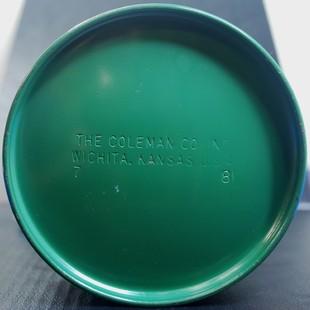 THE COLEMAN CO INC
WICHITA, KANSAS U.S.A
7 81